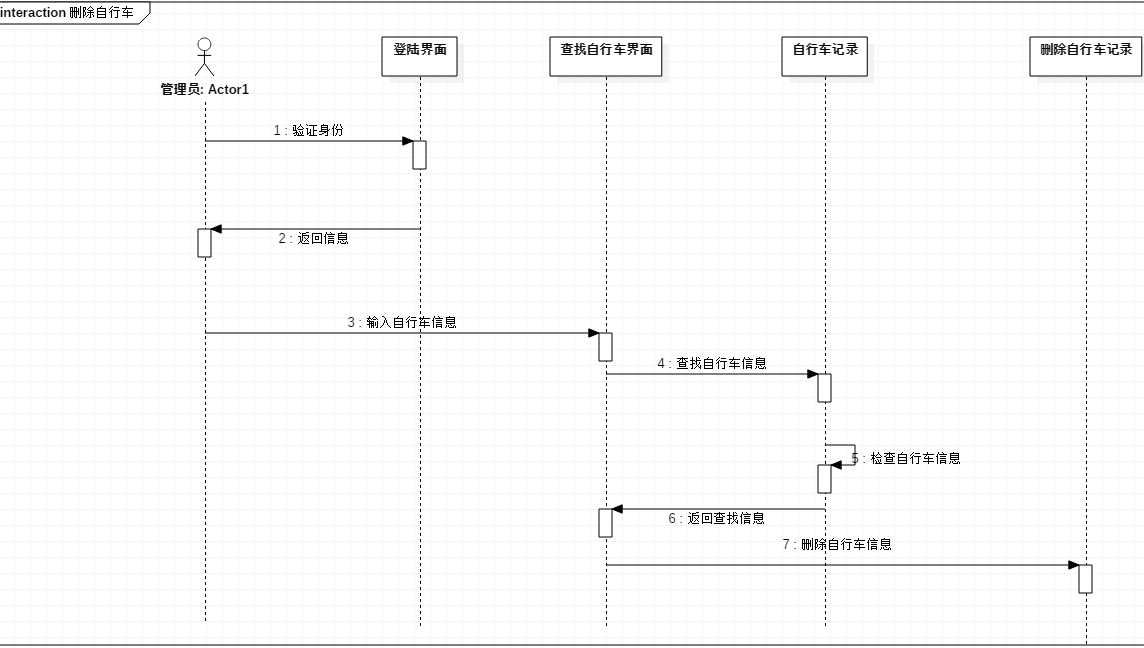 interaction 删除自行车
登陆界面
查找自行车界面
自行车记录
删除自行车记录
管理员: Actor1
1 : 验证身份
2 : 返回信息
3 : 输入自行车信息
4 : 查找自行车信息
5 : 检查自行车信息
6 : 返回查找信息
7 : 删除自行车信息